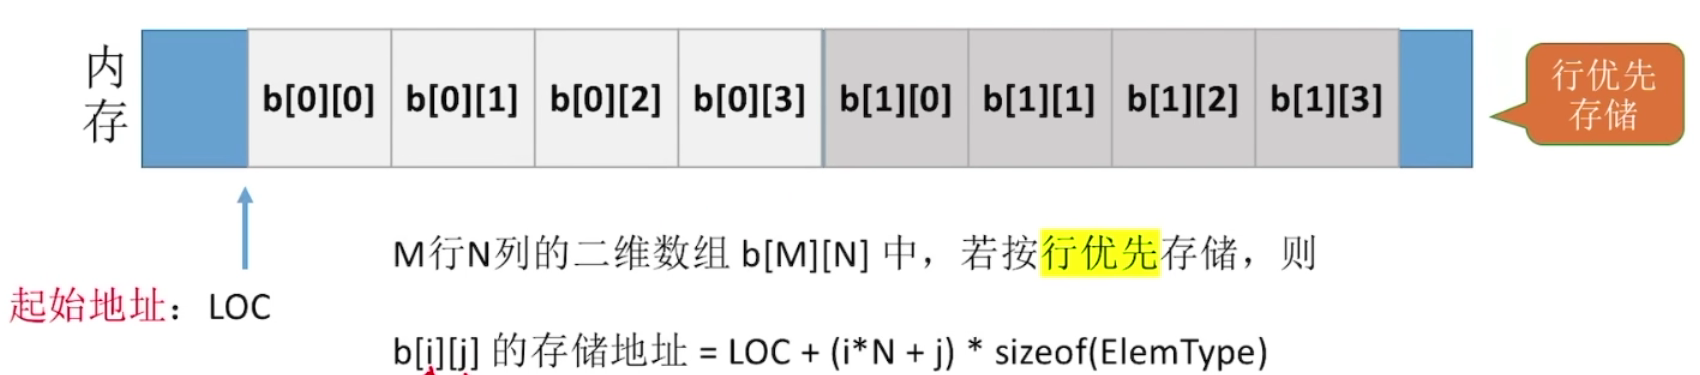 内存
b[0][0] b[0][1] b[0][2] b[0][3] b[1][0] b[1][1] b[1][2] b[1][3]
行优先
存储
M行N列的二维数组 b[M][N] 中，若按行优先存储，则
起始地址：LOC
b[i][j] 的存储地址 = LOC + (i*N + j) * sizeof(ElemType)